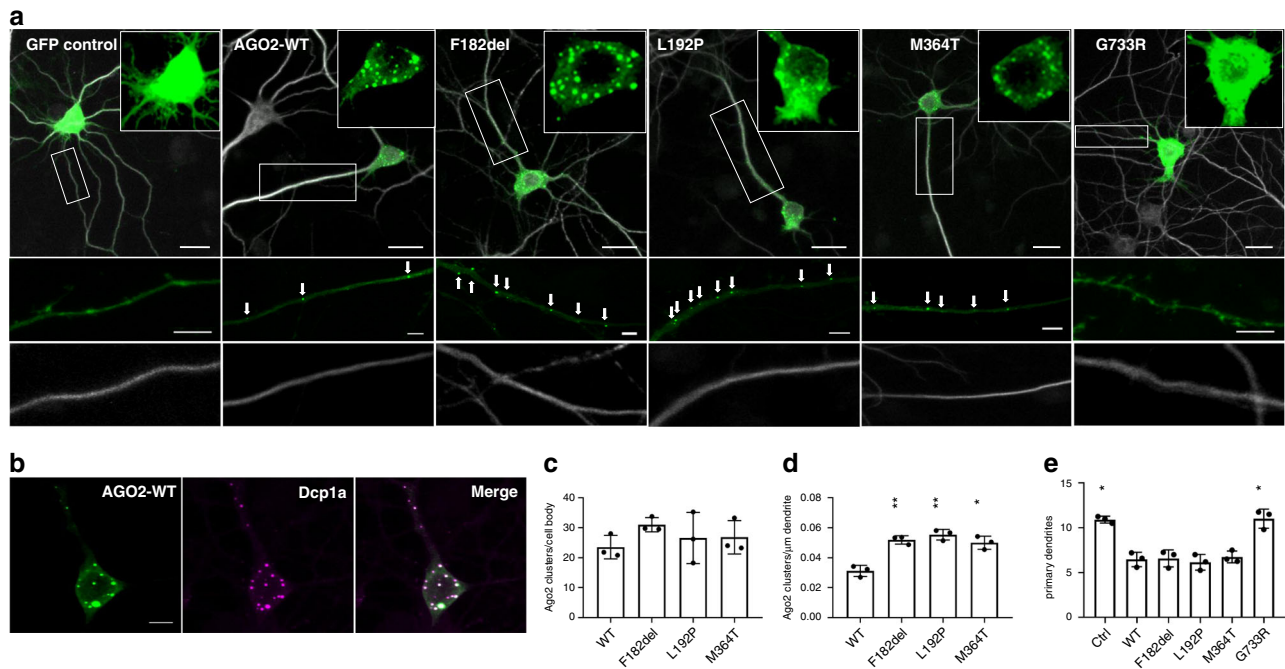 a
GFP control
AGO2-WT
F182del
L192P
M364T
G733R
b
AGO2-WT
Dcp1a
Merge
c
Ago2 clusters/cell body
40
30
20
10
0
WT
F182del
L192P
M364T
d
Ago2 clusters/µm dendrite
0.08
0.06
0.04
0.02
0.00
**
**
*
WT
F182del
L192P
M364T
e
primary dendrites
15
10
5
0
*
*
Ctrl
WT
F182del
L192P
M364T
G733R